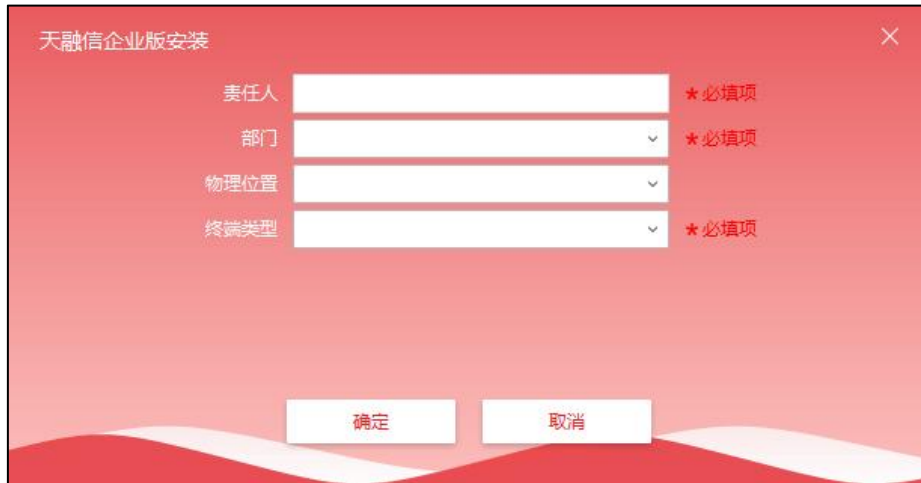 天融信企业版安装
责任人 *必填项
部门 *必填项
物理位置
终端类型 *必填项
确定 取消